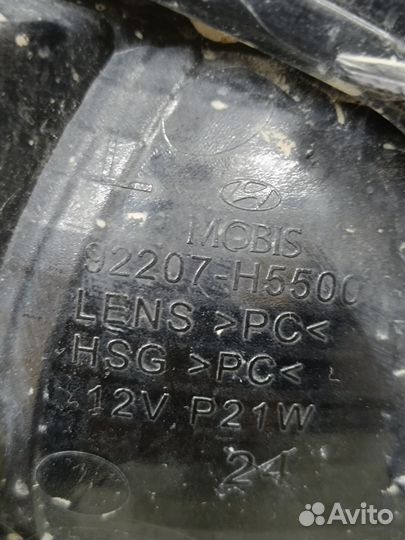 MOBIS
92207-H5500
LENS >PC<
HSG >PC<
12V P21W
24
Avito